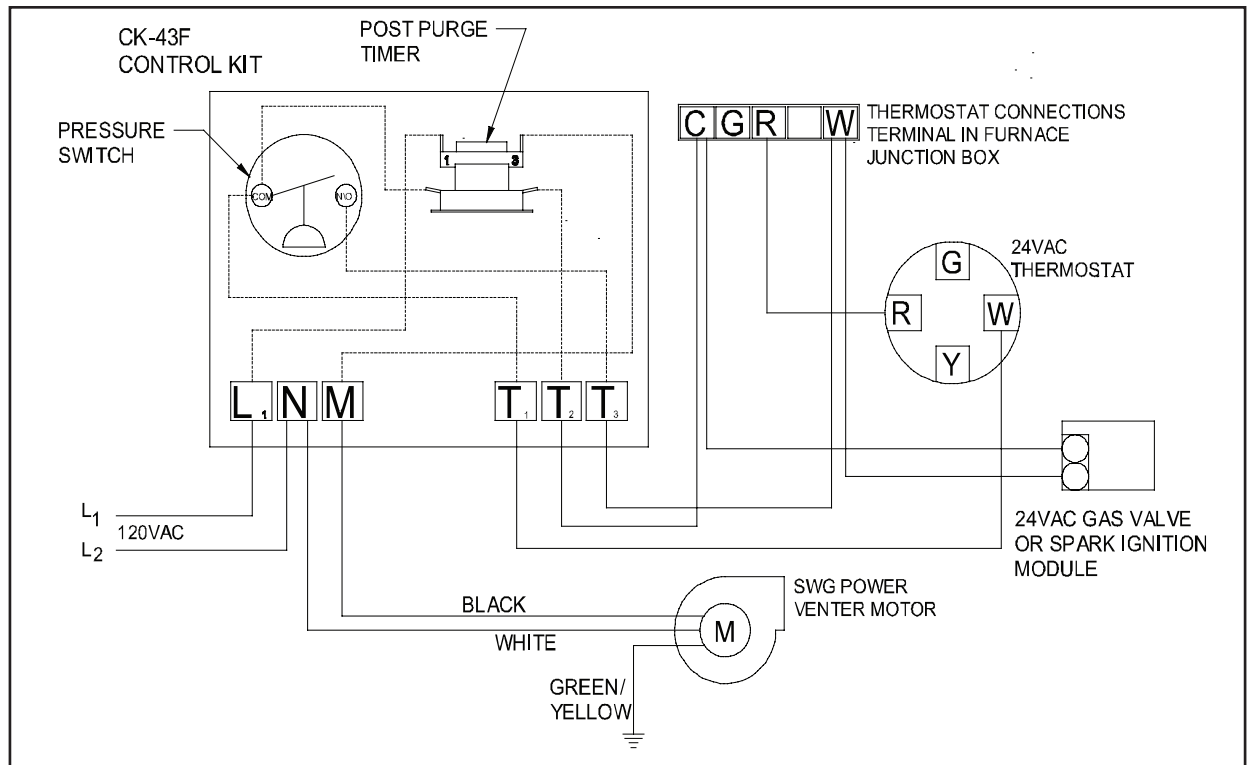 CK-43F
CONTROL KIT
POST PURGE
TIMER
PRESSURE
SWITCH
COM
N\O
1
3
C G R W
THERMOSTAT CONNECTIONS
TERMINAL IN FURNACE
JUNCTION BOX
24VAC
THERMOSTAT
G
R
W
Y
L1 N M T1 T2 T3
L1
120VAC
L2
24VAC GAS VALVE
OR SPARK IGNITION
MODULE
SWG POWER
VENTER MOTOR
BLACK
WHITE
M
GREEN/
YELLOW